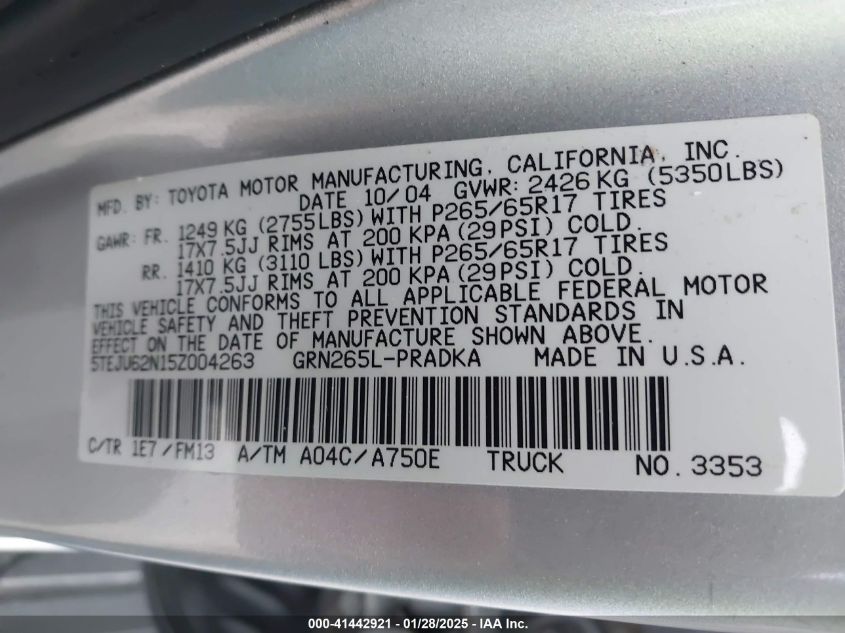 MFD. BY: TOYOTA MOTOR MANUFACTURING, CALIFORNIA, INC.
DATE 10/04 GVWR: 2426 KG (5350LBS)
GAWR: FR. 1249 KG (2755LBS) WITH P265/65R17 TIRES
17X7.5JJ RIMS AT 200 KPA (29PSI) COLD.
RR. 1410 KG (3110 LBS) WITH P265/65R17 TIRES
17X7.5JJ RIMS AT 200 KPA (29PSI) COLD.
THIS VEHICLE CONFORMS TO ALL APPLICABLE FEDERAL MOTOR
VEHICLE SAFETY AND THEFT PREVENTION STANDARDS IN
EFFECT ON THE DATE OF MANUFACTURE SHOWN ABOVE.
5TEJU62N15Z004263 GRN265L-PRADKA MADE IN U.S.A.
C/TR 1E7/FM13 A/TM A04C/A750E TRUCK NO. 3353
000-41442921 / 01/28/2025 - IAA Inc.